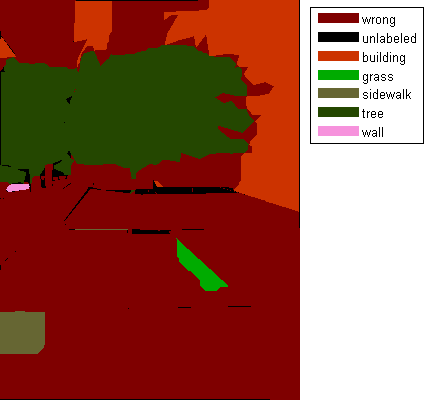 wrong
unlabeled
building
grass
sidewalk
tree
wall